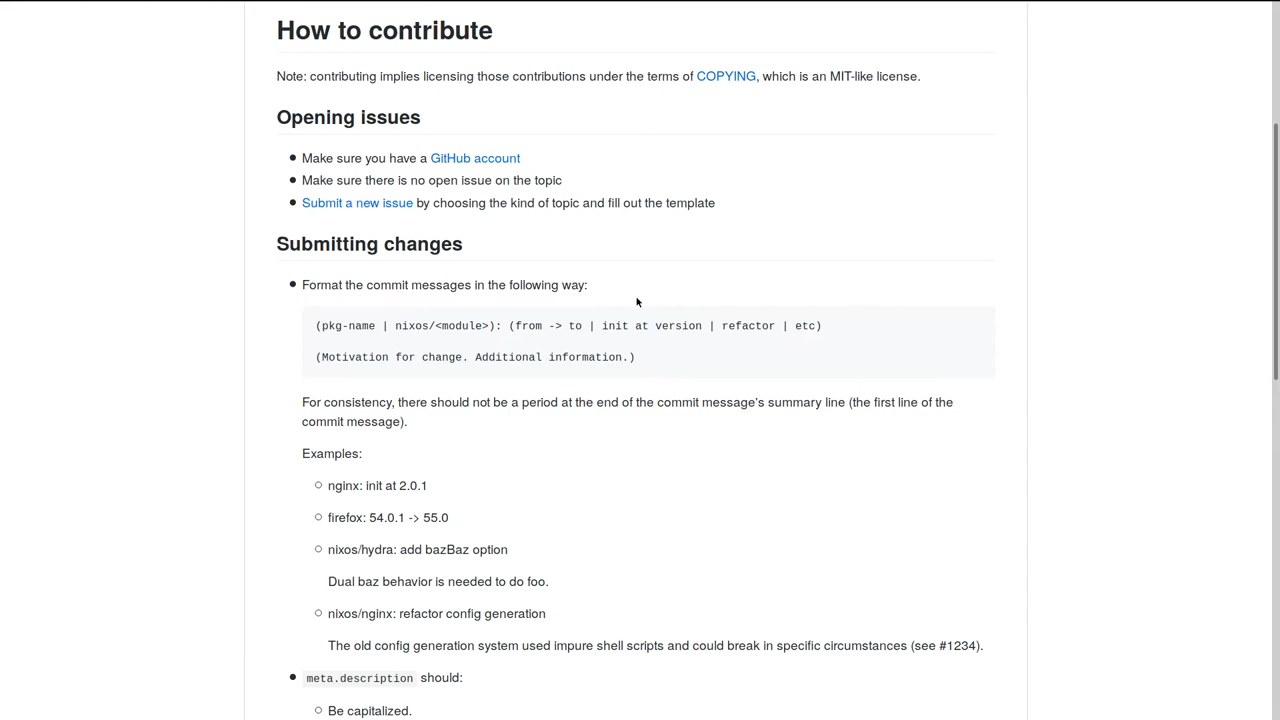 How to contribute
Note: contributing implies licensing those contributions under the terms of COPYING, which is an MIT-like license.
Opening issues
Make sure you have a GitHub account
Make sure there is no open issue on the topic
Submit a new issue by choosing the kind of topic and fill out the template
Submitting changes
Format the commit messages in the following way:
(pkg-name | nixos/<module>): (from -> to | init at version | refactor | etc)
(Motivation for change. Additional information.)
For consistency, there should not be a period at the end of the commit message's summary line (the first line of the
commit message).
Examples:
nginx: init at 2.0.1
firefox: 54.0.1 -> 55.0
nixos/hydra: add bazBaz option
Dual baz behavior is needed to do foo.
nixos/nginx: refactor config generation
The old config generation system used impure shell scripts and could break in specific circumstances (see #1234).
meta.description should:
Be capitalized.